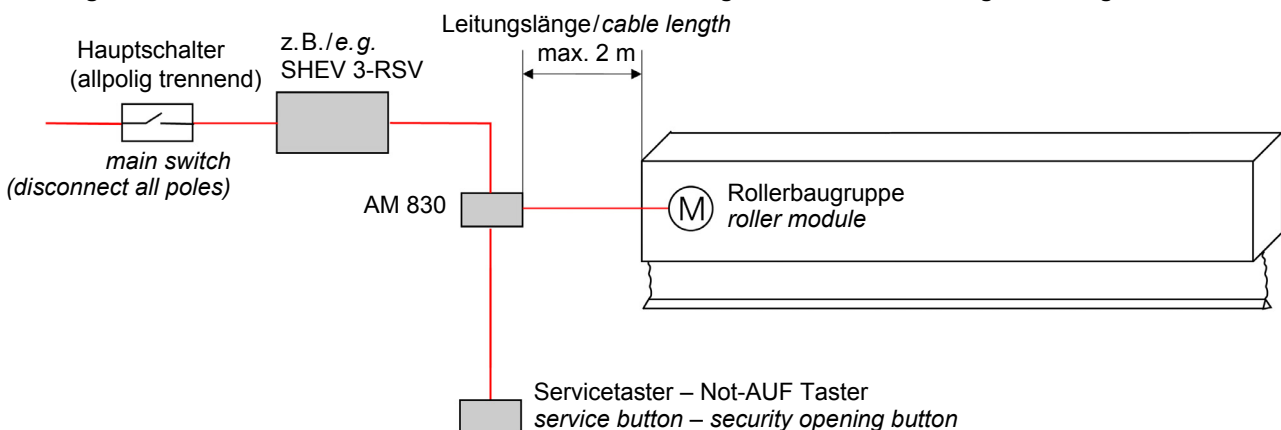 Leitungslänge/cable length
max. 2 m
Hauptschalter
(allpolig trennend)
z.B./e.g.
SHEV 3-RSV
main switch
(disconnect all poles)
AM 830
M
Rollerbaugruppe
roller module
Servicetaster – Not-AUF Taster
service button – security opening button